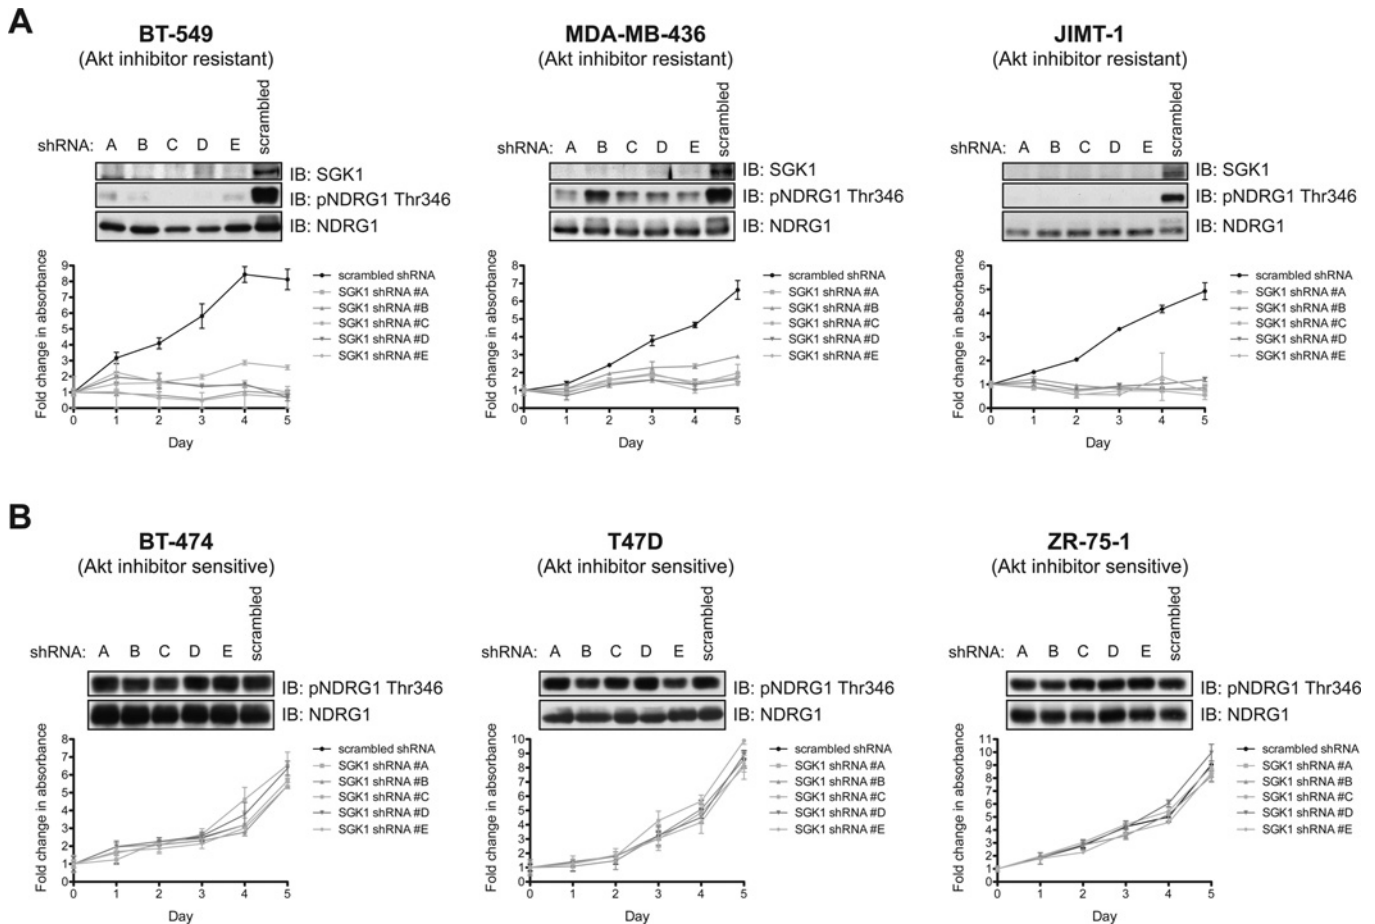 A
BT-549
(Akt inhibitor resistant)
shRNA: A B C D E scrambled
IB: SGK1
IB: pNDRG1 Thr346
IB: NDRG1
Fold change in absorbance
9
8
7
6
5
4
3
2
1
0
0 1 2 3 4 5
Day
scrambled shRNA
SGK1 shRNA #A
SGK1 shRNA #B
SGK1 shRNA #C
SGK1 shRNA #D
SGK1 shRNA #E
MDA-MB-436
(Akt inhibitor resistant)
shRNA: A B C D E scrambled
IB: SGK1
IB: pNDRG1 Thr346
IB: NDRG1
Fold change in absorbance
8
7
6
5
4
3
2
1
0
0 1 2 3 4 5
Day
scrambled shRNA
SGK1 shRNA #A
SGK1 shRNA #B
SGK1 shRNA #C
SGK1 shRNA #D
SGK1 shRNA #E
JIMT-1
(Akt inhibitor resistant)
shRNA: A B C D E scrambled
IB: SGK1
IB: pNDRG1 Thr346
IB: NDRG1
Fold change in absorbance
6
5
4
3
2
1
0
0 1 2 3 4 5
Day
scrambled shRNA
SGK1 shRNA #A
SGK1 shRNA #B
SGK1 shRNA #C
SGK1 shRNA #D
SGK1 shRNA #E
B
BT-474
(Akt inhibitor sensitive)
shRNA: A B C D E scrambled
IB: pNDRG1 Thr346
IB: NDRG1
Fold change in absorbance
8
7
6
5
4
3
2
1
0
0 1 2 3 4 5
Day
scrambled shRNA
SGK1 shRNA #A
SGK1 shRNA #B
SGK1 shRNA #C
SGK1 shRNA #D
SGK1 shRNA #E
T47D
(Akt inhibitor sensitive)
shRNA: A B C D E scrambled
IB: pNDRG1 Thr346
IB: NDRG1
Fold change in absorbance
10
9
8
7
6
5
4
3
2
1
0
0 1 2 3 4 5
Day
scrambled shRNA
SGK1 shRNA #A
SGK1 shRNA #B
SGK1 shRNA #C
SGK1 shRNA #D
SGK1 shRNA #E
ZR-75-1
(Akt inhibitor sensitive)
shRNA: A B C D E scrambled
IB: pNDRG1 Thr346
IB: NDRG1
Fold change in absorbance
11
10
9
8
7
6
5
4
3
2
1
0
0 1 2 3 4 5
Day
scrambled shRNA
SGK1 shRNA #A
SGK1 shRNA #B
SGK1 shRNA #C
SGK1 shRNA #D
SGK1 shRNA #E